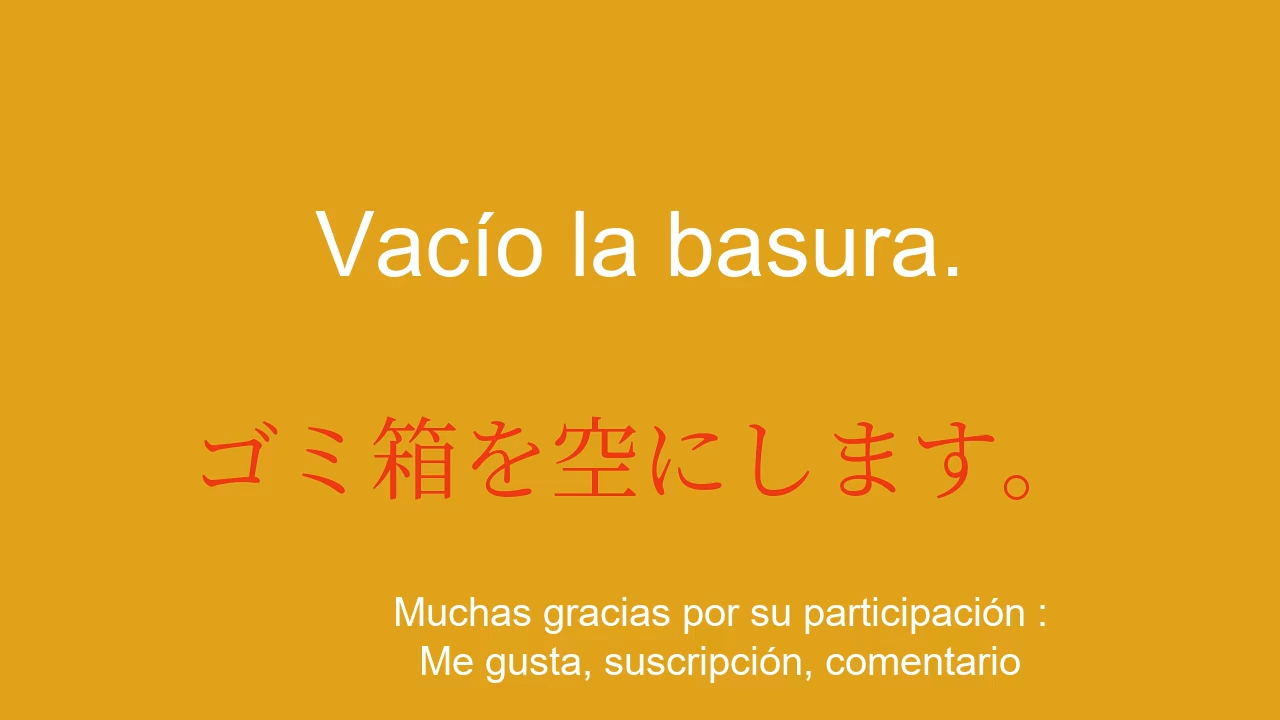 Vacío la basura.
ゴミ箱を空にします。
Muchas gracias por su participación :
Me gusta, suscripción, comentario